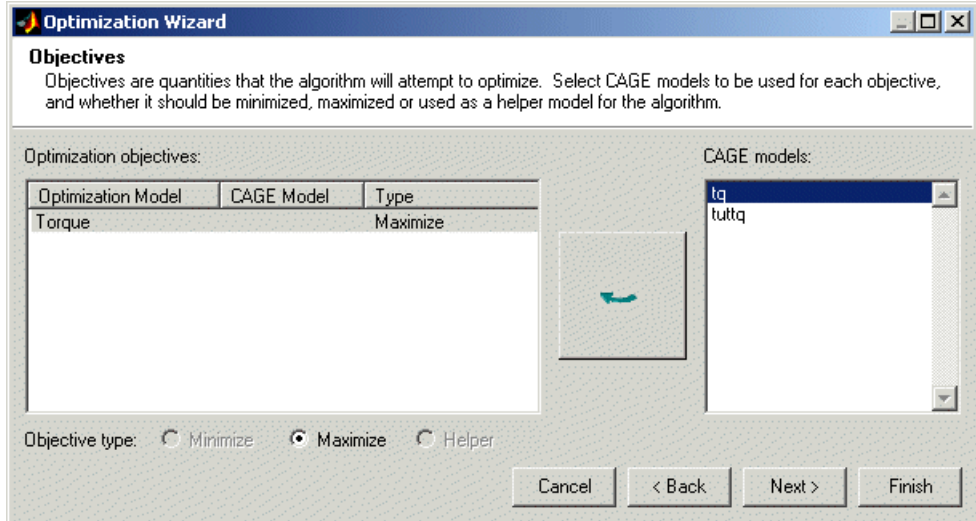 Optimization Wizard
Objectives
Objectives are quantities that the algorithm will attempt to optimize. Select CAGE models to be used for each objective,
and whether it should be minimized, maximized or used as a helper model for the algorithm.
Optimization objectives:
CAGE models:
Optimization Model CAGE Model Type
Torque Maximize
tq
tuttq
Objective type: Minimize Maximize Helper
Cancel < Back Next > Finish